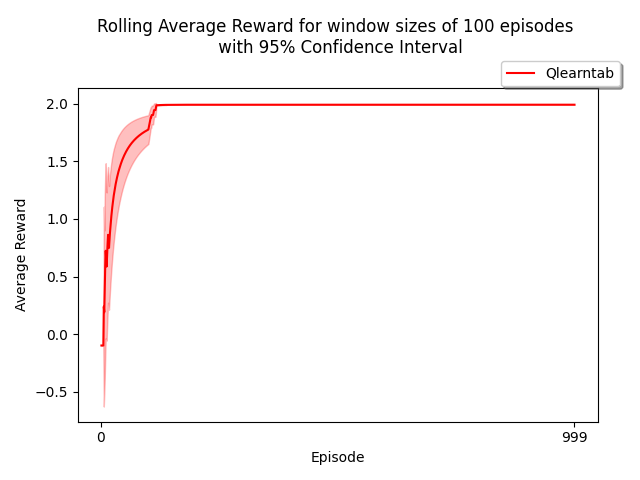 Rolling Average Reward for window sizes of 100 episodes
with 95% Confidence Interval
Qlearntab
2.0
1.5
1.0
0.5
0.0
−0.5
Average Reward
0
999
Episode